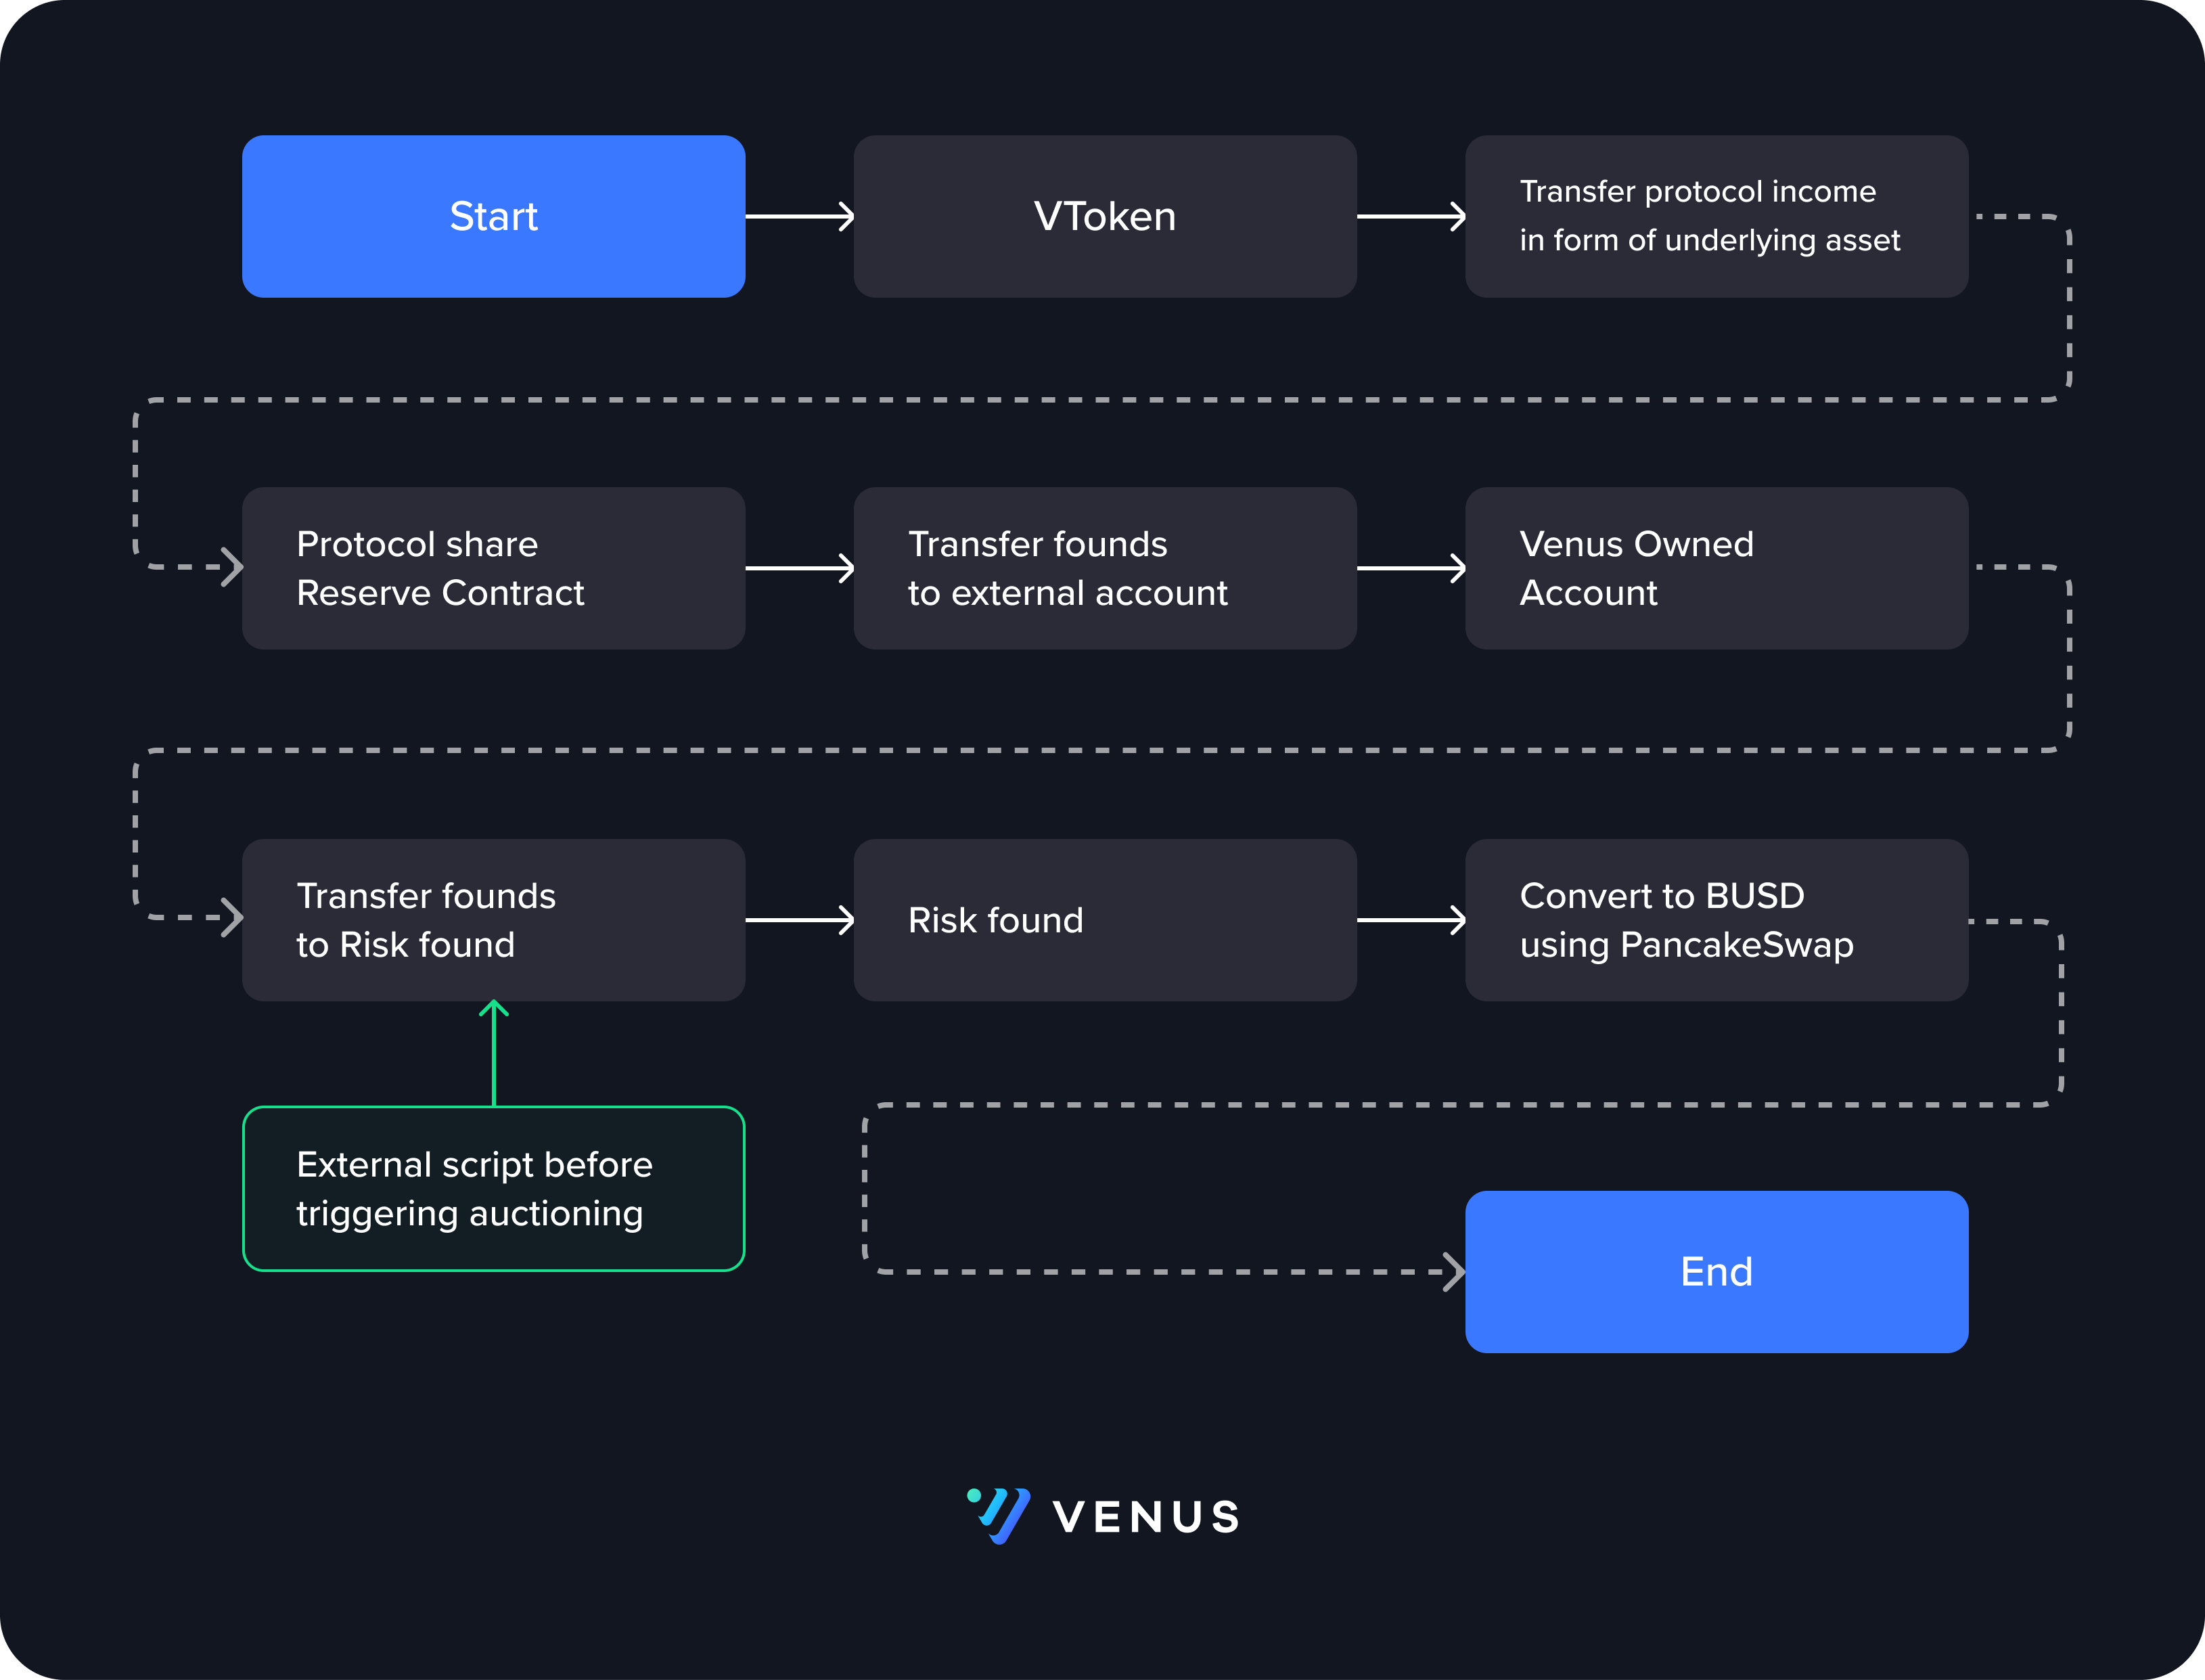 Start
VToken
Transfer protocol income
in form of underlying asset
Protocol share
Reserve Contract
Transfer founds
to external account
Venus Owned
Account
Transfer founds
to Risk found
Risk found
Convert to BUSD
using PancakeSwap
External script before
triggering auctioning
End
VENUS